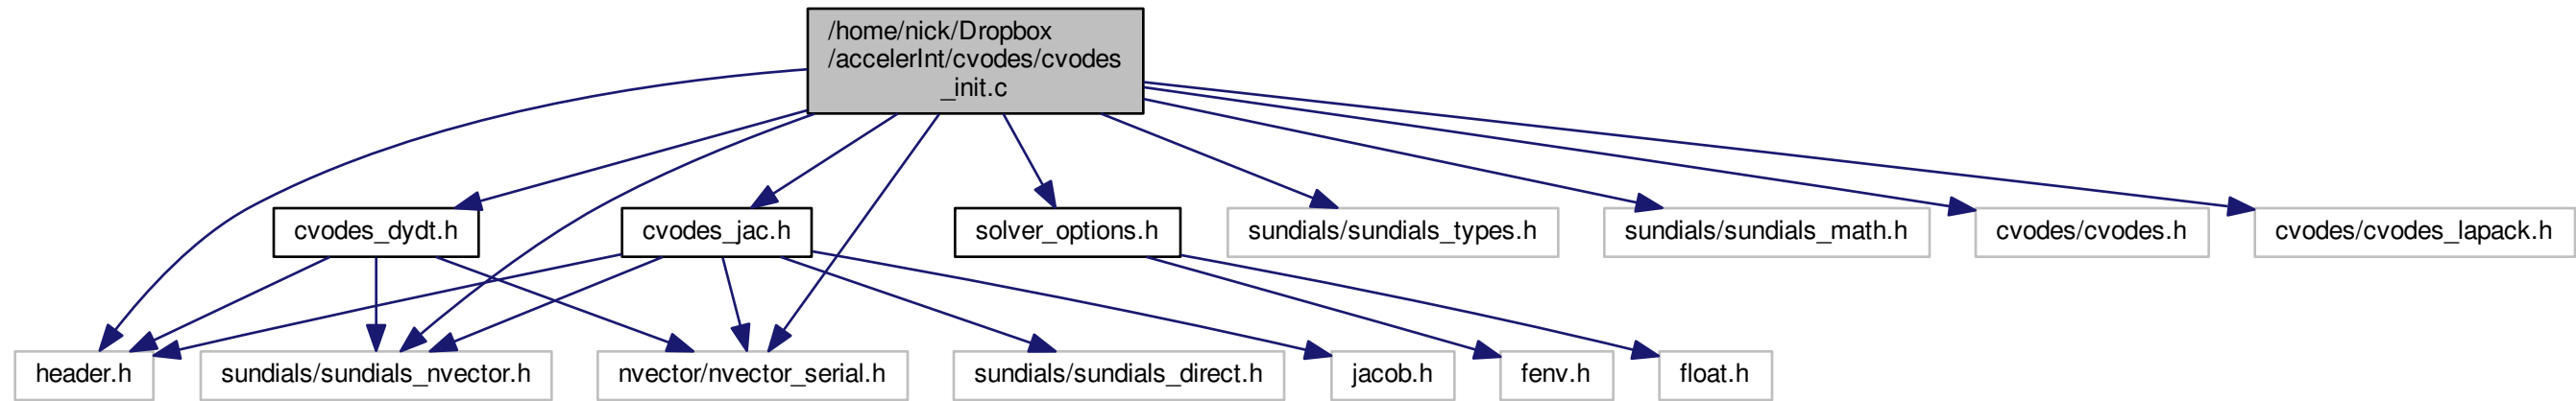 /home/nick/Dropbox
/accelerInt/cvodes/cvodes
_init.c
cvodes_dydt.h
cvodes_jac.h
solver_options.h
sundials/sundials_types.h
sundials/sundials_math.h
cvodes/cvodes.h
cvodes/cvodes_lapack.h
header.h
sundials/sundials_nvector.h
nvector/nvector_serial.h
sundials/sundials_direct.h
jacob.h
fenv.h
float.h